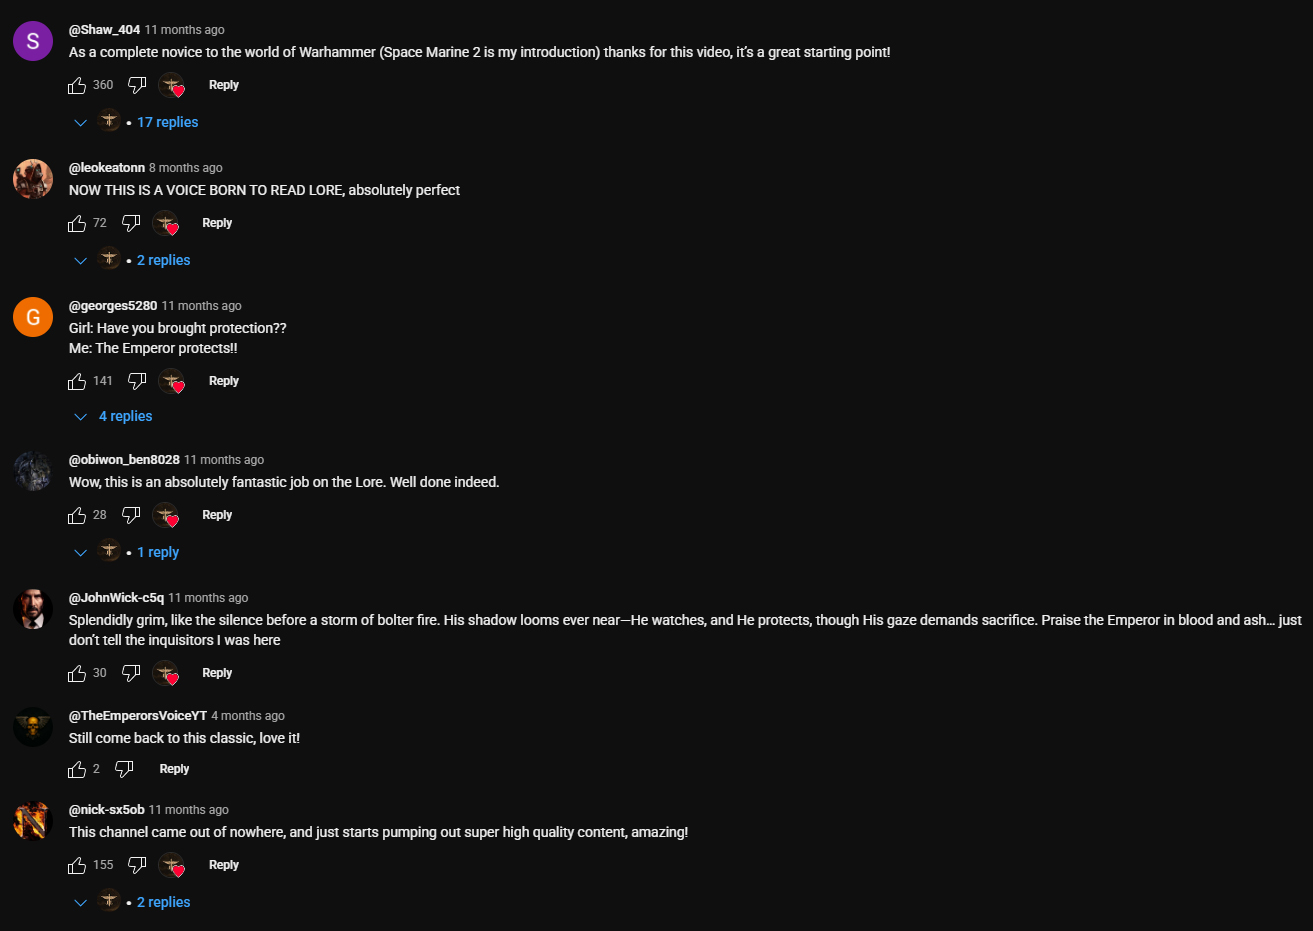 S
@Shaw_404 11 months ago
As a complete novice to the world of Warhammer (Space Marine 2 is my introduction) thanks for this video, it's a great starting point!
360 Reply
• 17 replies
@leokeatonn 8 months ago
NOW THIS IS A VOICE BORN TO READ LORE, absolutely perfect
72 Reply
• 2 replies
G
@georges5280 11 months ago
Girl: Have you brought protection??
Me: The Emperor protects!!
141 Reply
4 replies
@obiwon_ben8028 11 months ago
Wow, this is an absolutely fantastic job on the Lore. Well done indeed.
28 Reply
• 1 reply
@JohnWick-c5q 11 months ago
Splendidly grim, like the silence before a storm of bolter fire. His shadow looms ever near—He watches, and He protects, though His gaze demands sacrifice. Praise the Emperor in blood and ash… just
don't tell the inquisitors I was here
30 Reply
@TheEmperorsVoiceYT 4 months ago
Still come back to this classic, love it!
2 Reply
@nick-sx5ob 11 months ago
This channel came out of nowhere, and just starts pumping out super high quality content, amazing!
155 Reply
• 2 replies